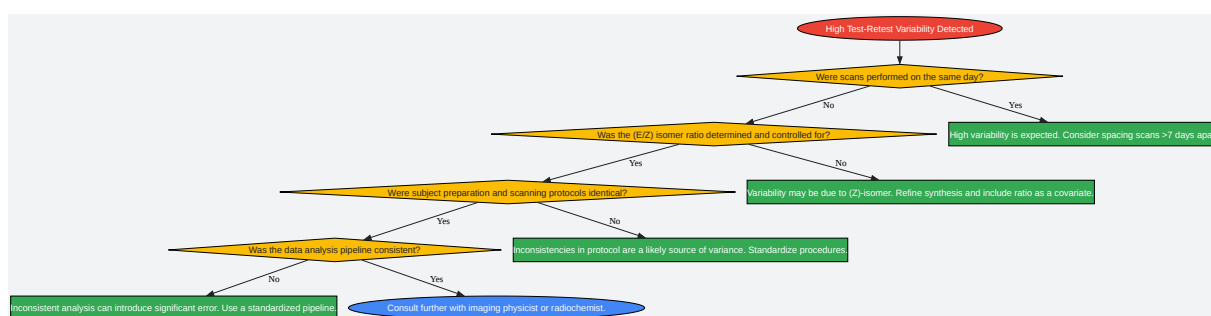 High Test-Retest Variability Detected
Were scans performed on the same day?
No
Yes
Was the (E/Z) isomer ratio determined and controlled for?
High variability is expected. Consider spacing scans >7 days apa
Yes
No
Were subject preparation and scanning protocols identical?
Variability may be due to (Z)-isomer. Refine synthesis and include ratio as a covariate.
Yes
No
Was the data analysis pipeline consistent?
Inconsistencies in protocol are a likely source of variance. Standardize procedures.
No
Yes
Inconsistent analysis can introduce significant error. Use a standardized pipeline.
Consult further with imaging physicist or radiochemist.